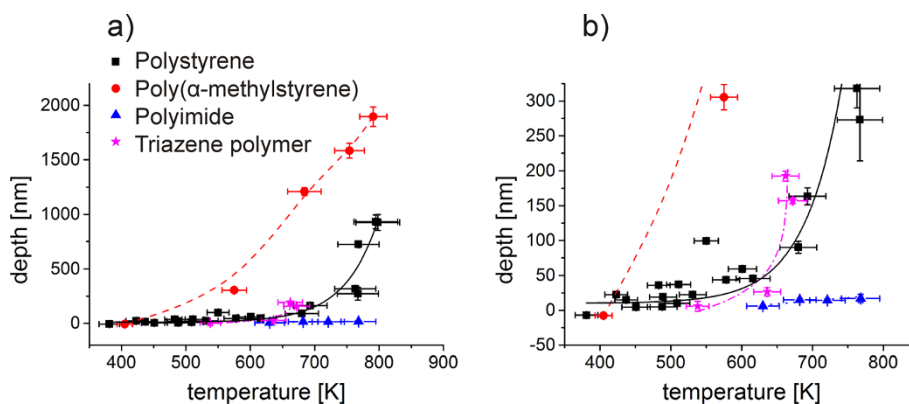 a)
b)
Polystyrene
Poly(α-methylstyrene)
Polyimide
Triazene polymer
2000
1500
1000
500
0
depth [nm]
400 500 600 700 800 900
temperature [K]
300
250
200
150
100
50
0
-50
depth [nm]
400 500 600 700 800
temperature [K]